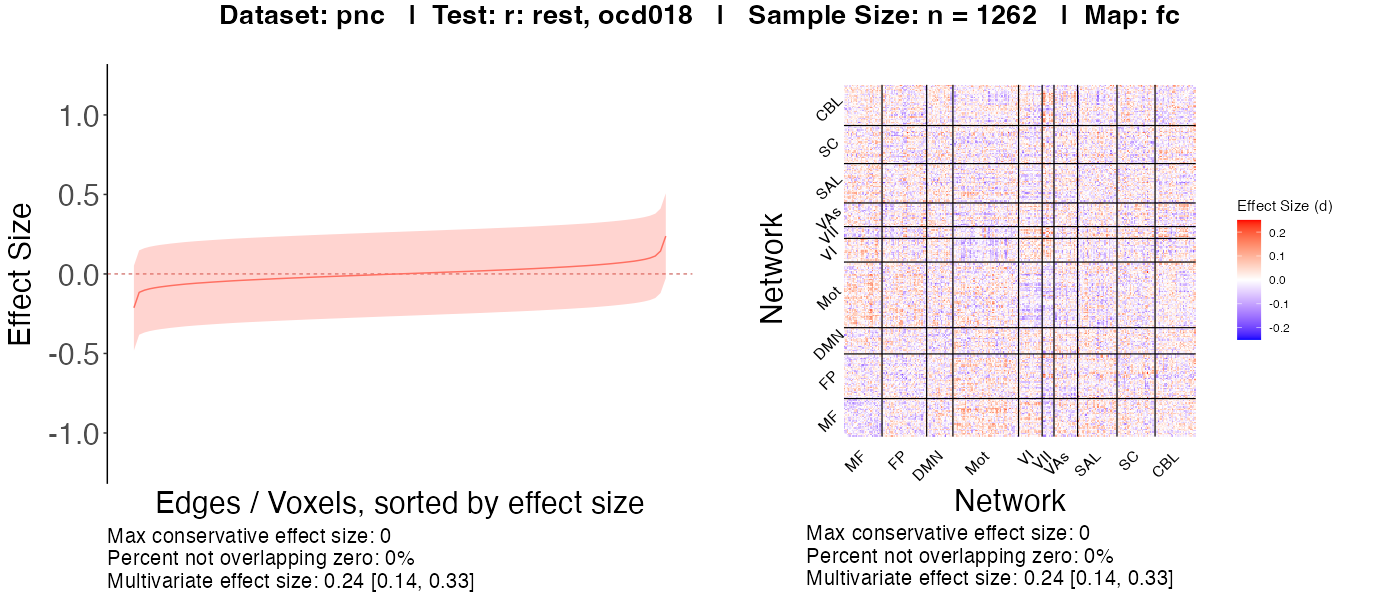 Dataset: pnc | Test: r: rest, ocd018 | Sample Size: n = 1262 | Map: fc
Effect Size
1.0
0.5
0.0
-0.5
-1.0
Edges / Voxels, sorted by effect size
Max conservative effect size: 0
Percent not overlapping zero: 0%
Multivariate effect size: 0.24 [0.14, 0.33]
Network
CBL
SC
SAL
VAs
VII
VI
Mot
DMN
FP
MF
MF
FP
DMN
Mot
VI
VII
VAs
SAL
SC
CBL
Network
Max conservative effect size: 0
Percent not overlapping zero: 0%
Multivariate effect size: 0.24 [0.14, 0.33]
Effect Size (d)
0.2
0.1
0.0
-0.1
-0.2